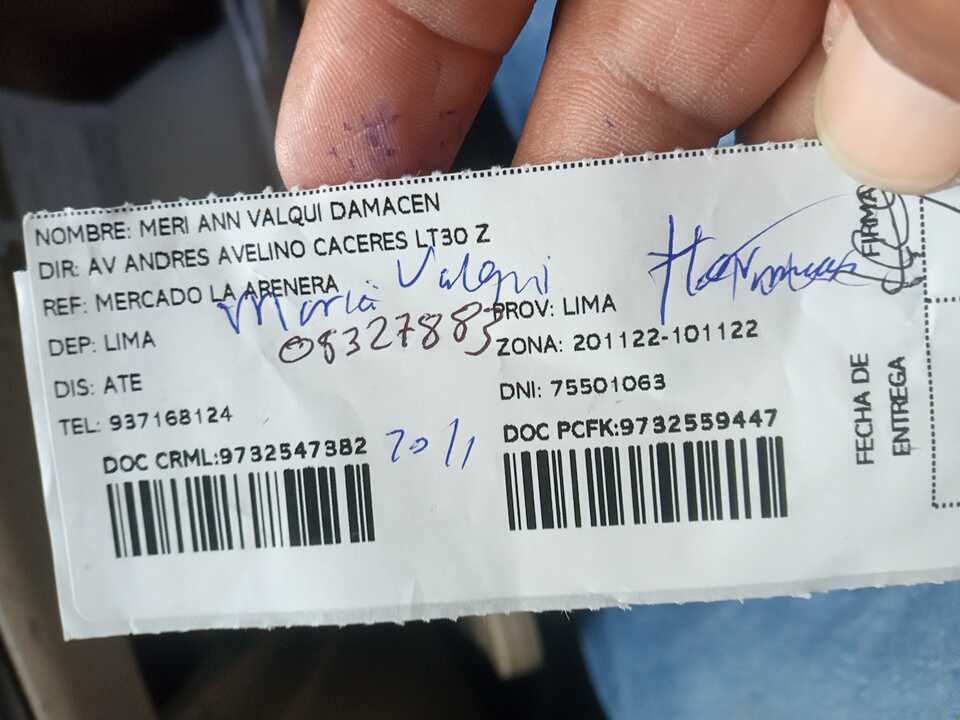 NOMBRE: MERI ANN VALQUI DAMACEN
DIR: AV ANDRES AVELINO CACERES LT30 Z
REF: MERCADO LA ARENERA
Maria Valqui
08327883
DEP: LIMA
PROV: LIMA
ZONA: 201122-101122
DIS: ATE
DNI: 75501063
TEL: 937168124
DOC CRML:9732547382
20/1
DOC PCFK:9732559447
FIRMA
FECHA DE
ENTREGA